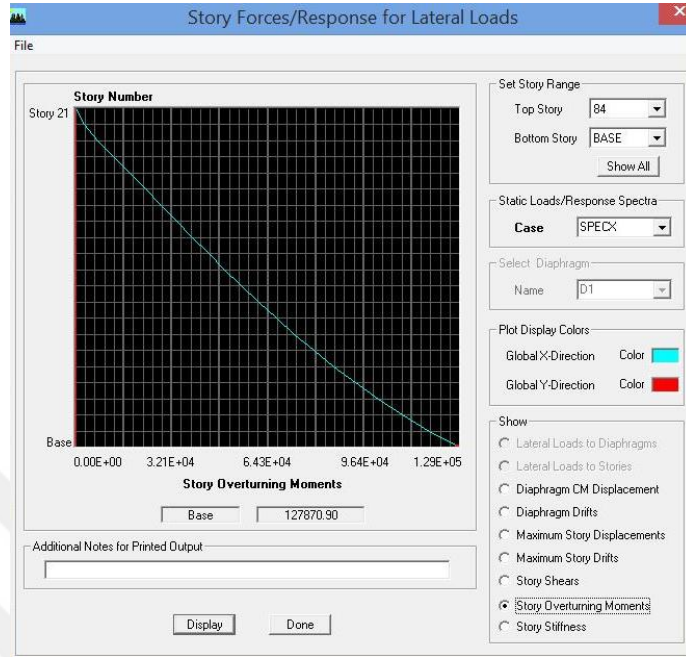 Story Forces/Response for Lateral Loads
File
Story Number
Story 21
Base
0.00E+00 3.21E+04 6.43E+04 9.64E+04 1.29E+05
Story Overturning Moments
Base 127870.90
Additional Notes for Printed Output
Display Done
Set Story Range
Top Story 84
Bottom Story BASE
Show All
Static Loads/Response Spectra
Case SPECX
Select Diaphragm
Name D1
Plot Display Colors
Global X-Direction Color
Global Y-Direction Color
Show
Lateral Loads to Diaphragms
Lateral Loads to Stories
Diaphragm CM Displacement
Diaphragm Drifts
Maximum Story Displacements
Maximum Story Drifts
Story Shears
Story Overturning Moments
Story Stiffness